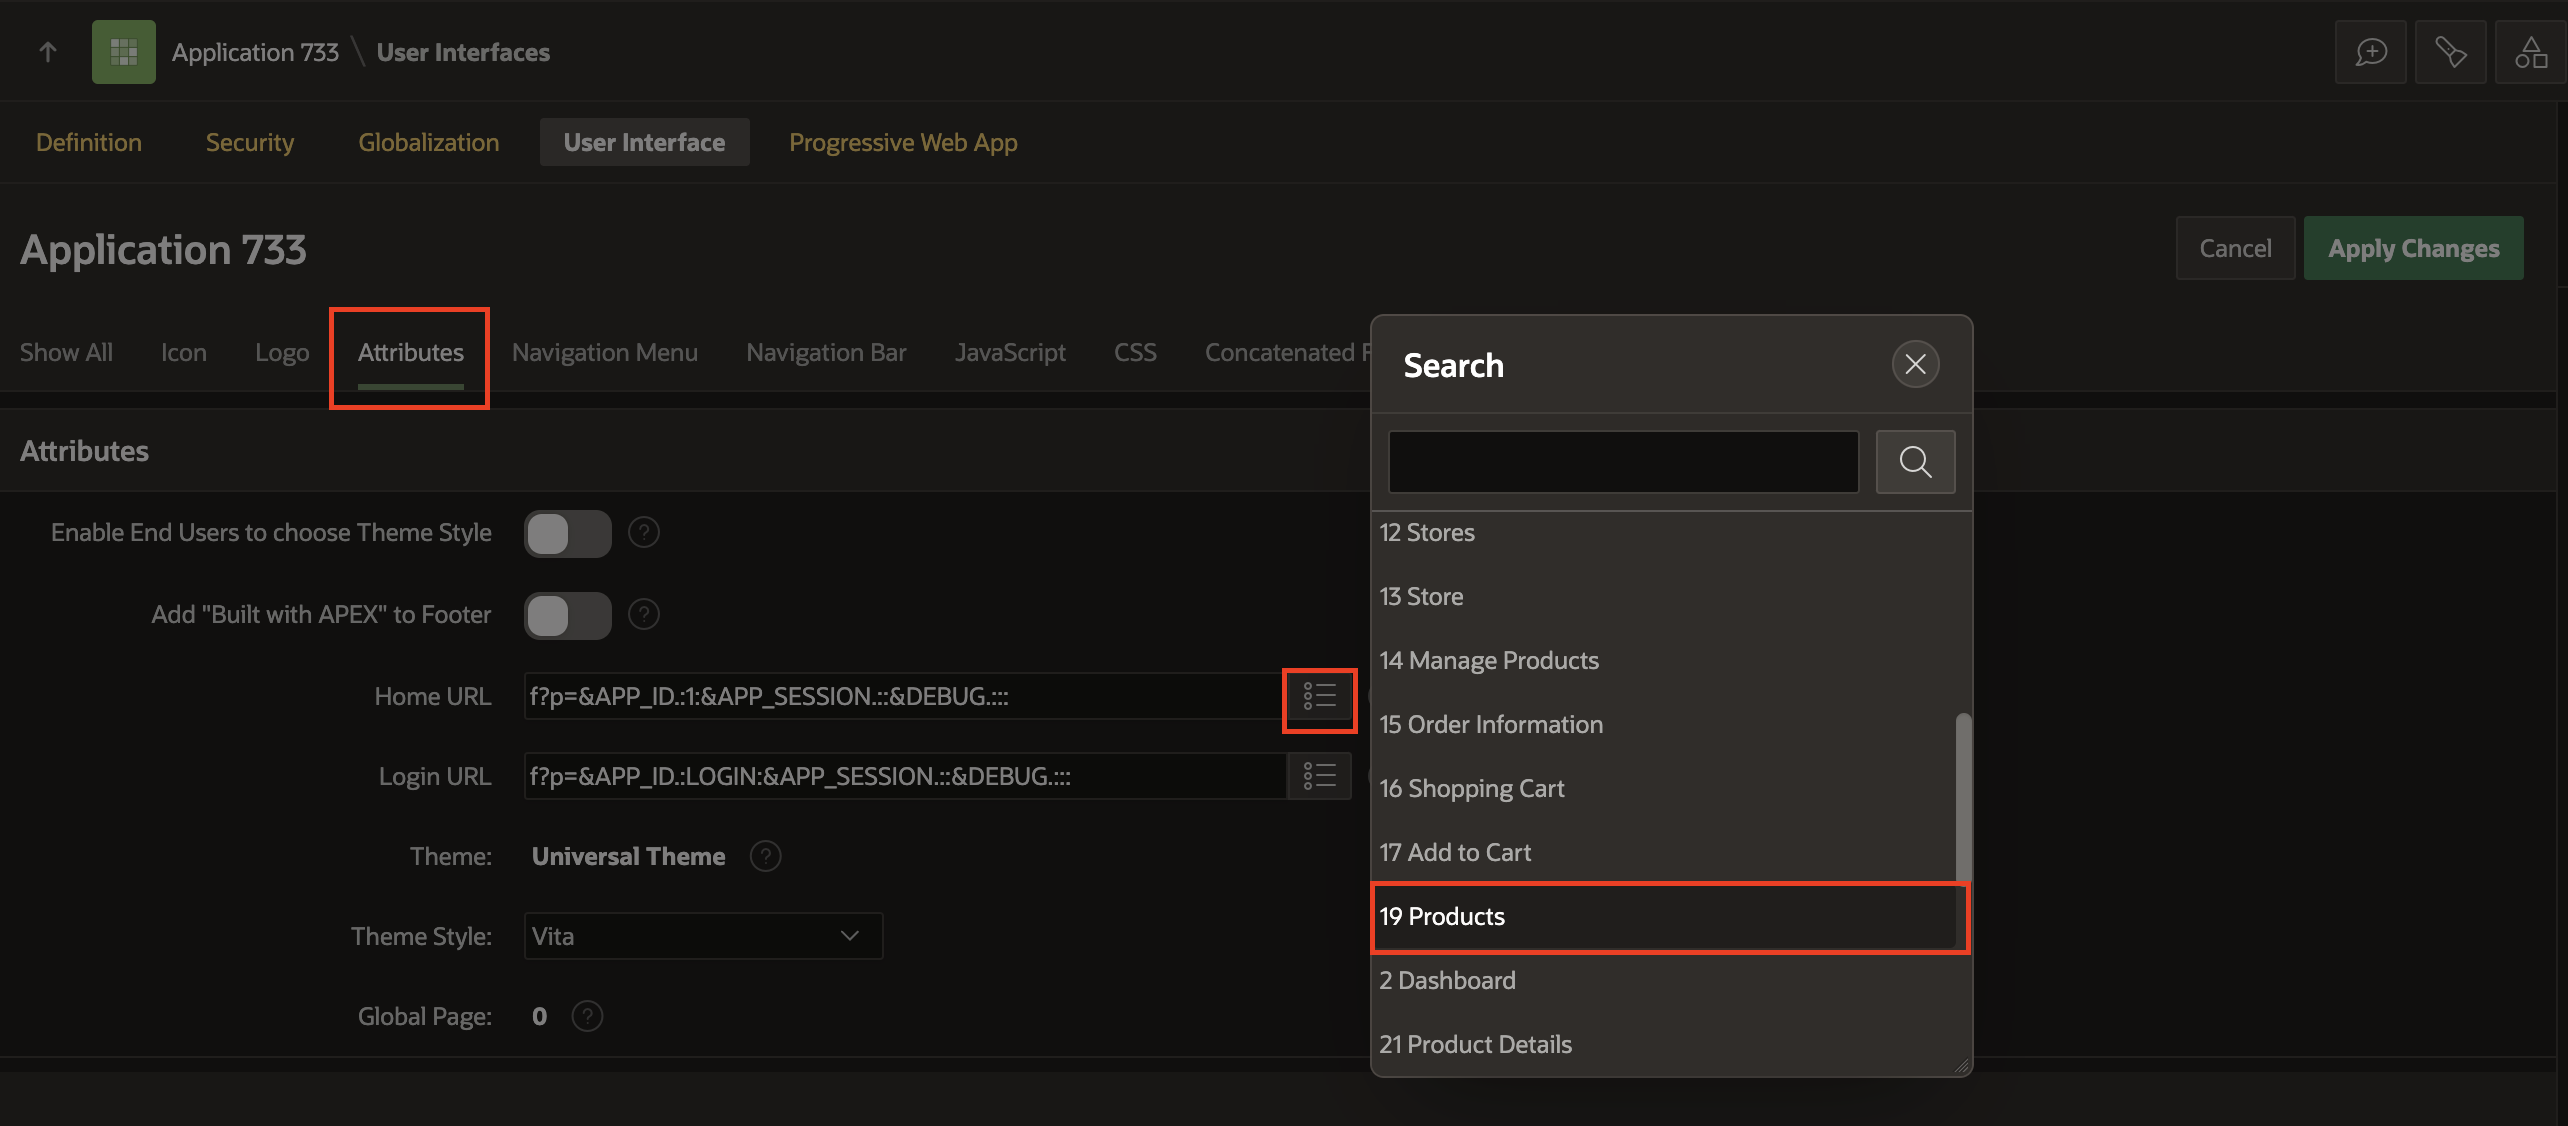 Application 733 \ User Interfaces
Definition Security Globalization User Interface Progressive Web App
Application 733
Cancel Apply Changes
Show All Icon Logo Attributes Navigation Menu Navigation Bar JavaScript CSS Concatenated
Attributes
Enable End Users to choose Theme Style ?
Add "Built with APEX" to Footer ?
Home URL f?p=&APP_ID.:1:&APP_SESSION.::&DEBUG.:::
Login URL f?p=&APP_ID.:LOGIN:&APP_SESSION.::&DEBUG.:::
Theme: Universal Theme ?
Theme Style: Vita
Global Page: 0 ?
Search
12 Stores
13 Store
14 Manage Products
15 Order Information
16 Shopping Cart
17 Add to Cart
19 Products
2 Dashboard
21 Product Details